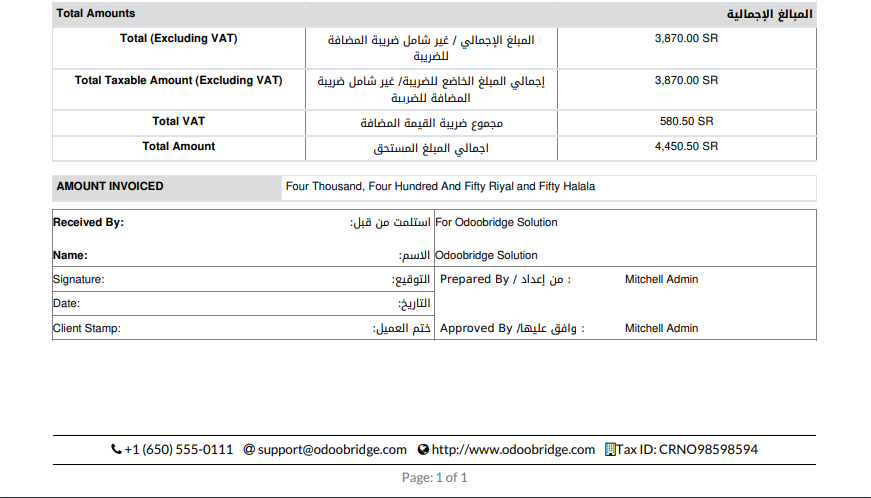 Total Amounts المبالغ الإجمالية
Total (Excluding VAT) المبلغ الإجمالي / غير شامل ضريبة المضافة 3,870.00 SR
للضريبة
Total Taxable Amount (Excluding VAT) إجمالي المبلغ الخاضع للضريبة/ غير شامل ضريبة 3,870.00 SR
المضافة للضريبة
Total VAT مجموع ضريبة القيمة المضافة 580.50 SR
Total Amount اجمالي المبلغ المستحق 4,450.50 SR
AMOUNT INVOICED Four Thousand, Four Hundred And Fifty Riyal and Fifty Halala
Received By: استلمت من قبل: For Odoobridge Solution
Name: الاسم: Odoobridge Solution
Signature: التوقيع: Prepared By / من إعداد : Mitchell Admin
Date: التاريخ:
Client Stamp: ختم العميل: Approved By /وافق عليها : Mitchell Admin
+1 (650) 555-0111 @ support@odoobridge.com http://www.odoobridge.com Tax ID: CRNO98598594
Page: 1 of 1